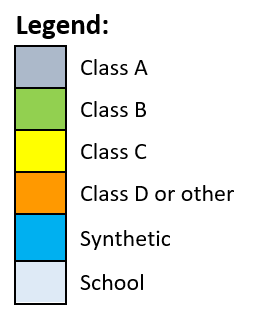 Legend:
Class A
Class B
Class C
Class D or other
Synthetic
School